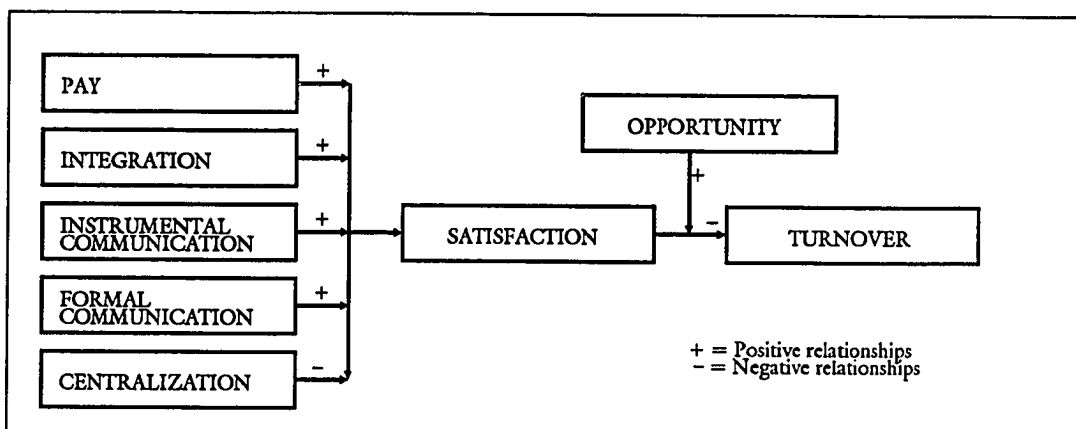 PAY
+
INTEGRATION
+
INSTRUMENTAL
COMMUNICATION
+
FORMAL
COMMUNICATION
+
CENTRALIZATION
−
SATISFACTION
OPPORTUNITY
+
−
TURNOVER
+ = Positive relationships
− = Negative relationships